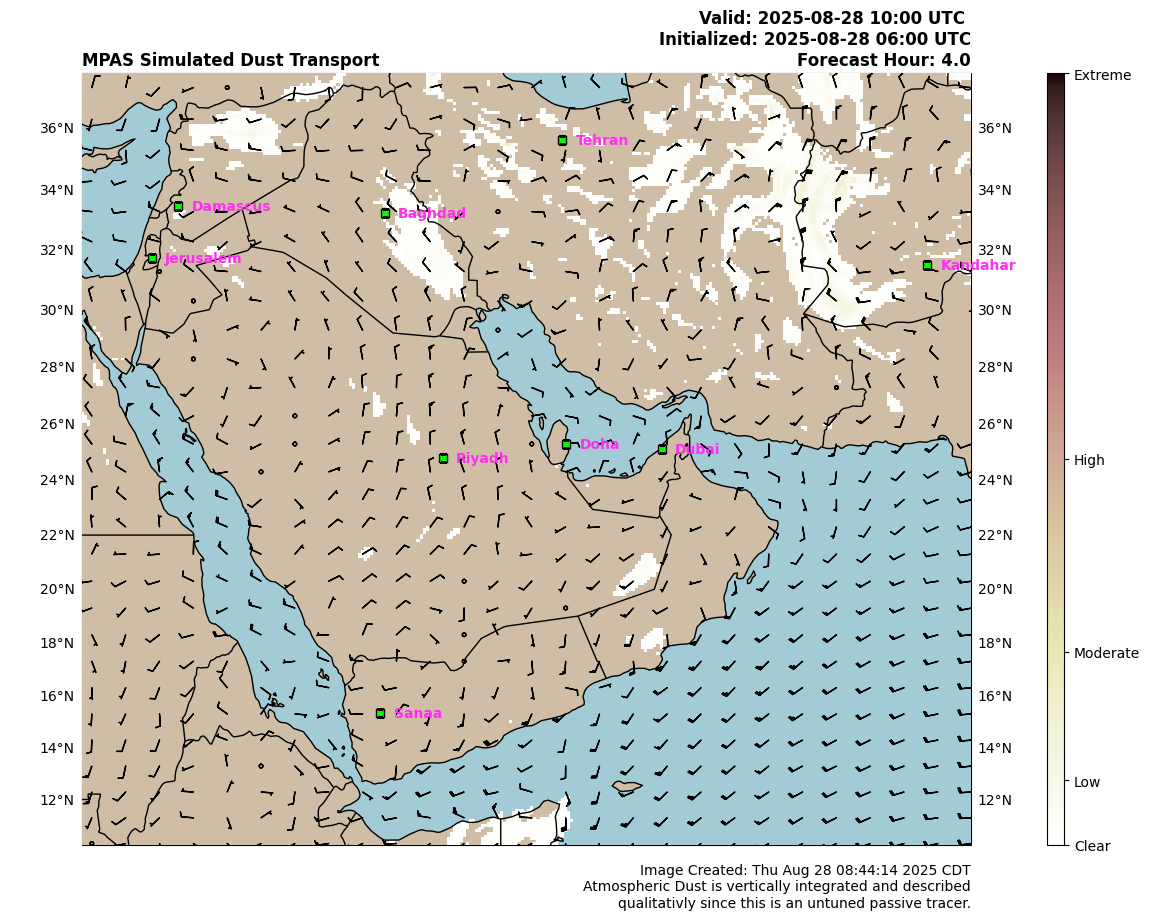 Valid: 2025-08-28 10:00 UTC
Initialized: 2025-08-28 06:00 UTC
MPAS Simulated Dust Transport
Forecast Hour: 4.0
Extreme
36°N
Tehran
36°N
34°N
Damascus
Baghdad
34°N
32°N
Jerusalem
32°N
Kandahar
30°N
30°N
28°N
28°N
26°N
Doha
Dubai
26°N
Riyadh
High
24°N
24°N
22°N
22°N
20°N
20°N
18°N
18°N
Moderate
16°N
16°N
Sanaa
14°N
14°N
Low
12°N
12°N
Clear
Image Created: Thu Aug 28 08:44:14 2025 CDT
Atmospheric Dust is vertically integrated and described
qualitativly since this is an untuned passive tracer.